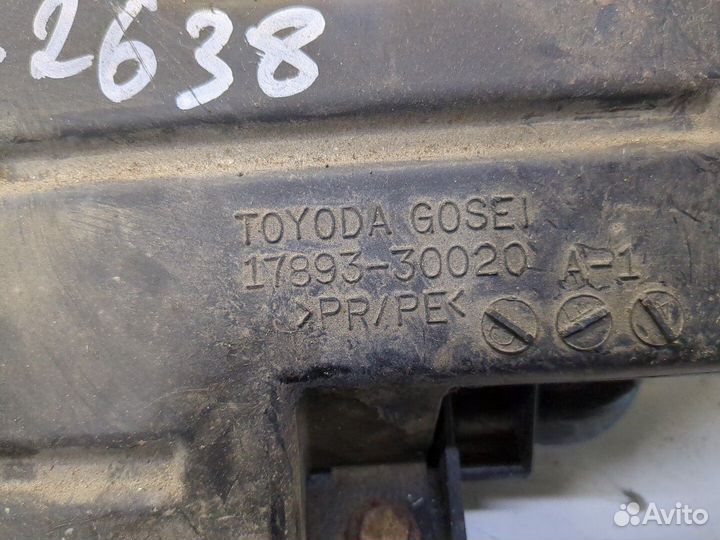 2638
TOYODA GOSEI
17893-30020 A-1
>PR/PE<
Avito